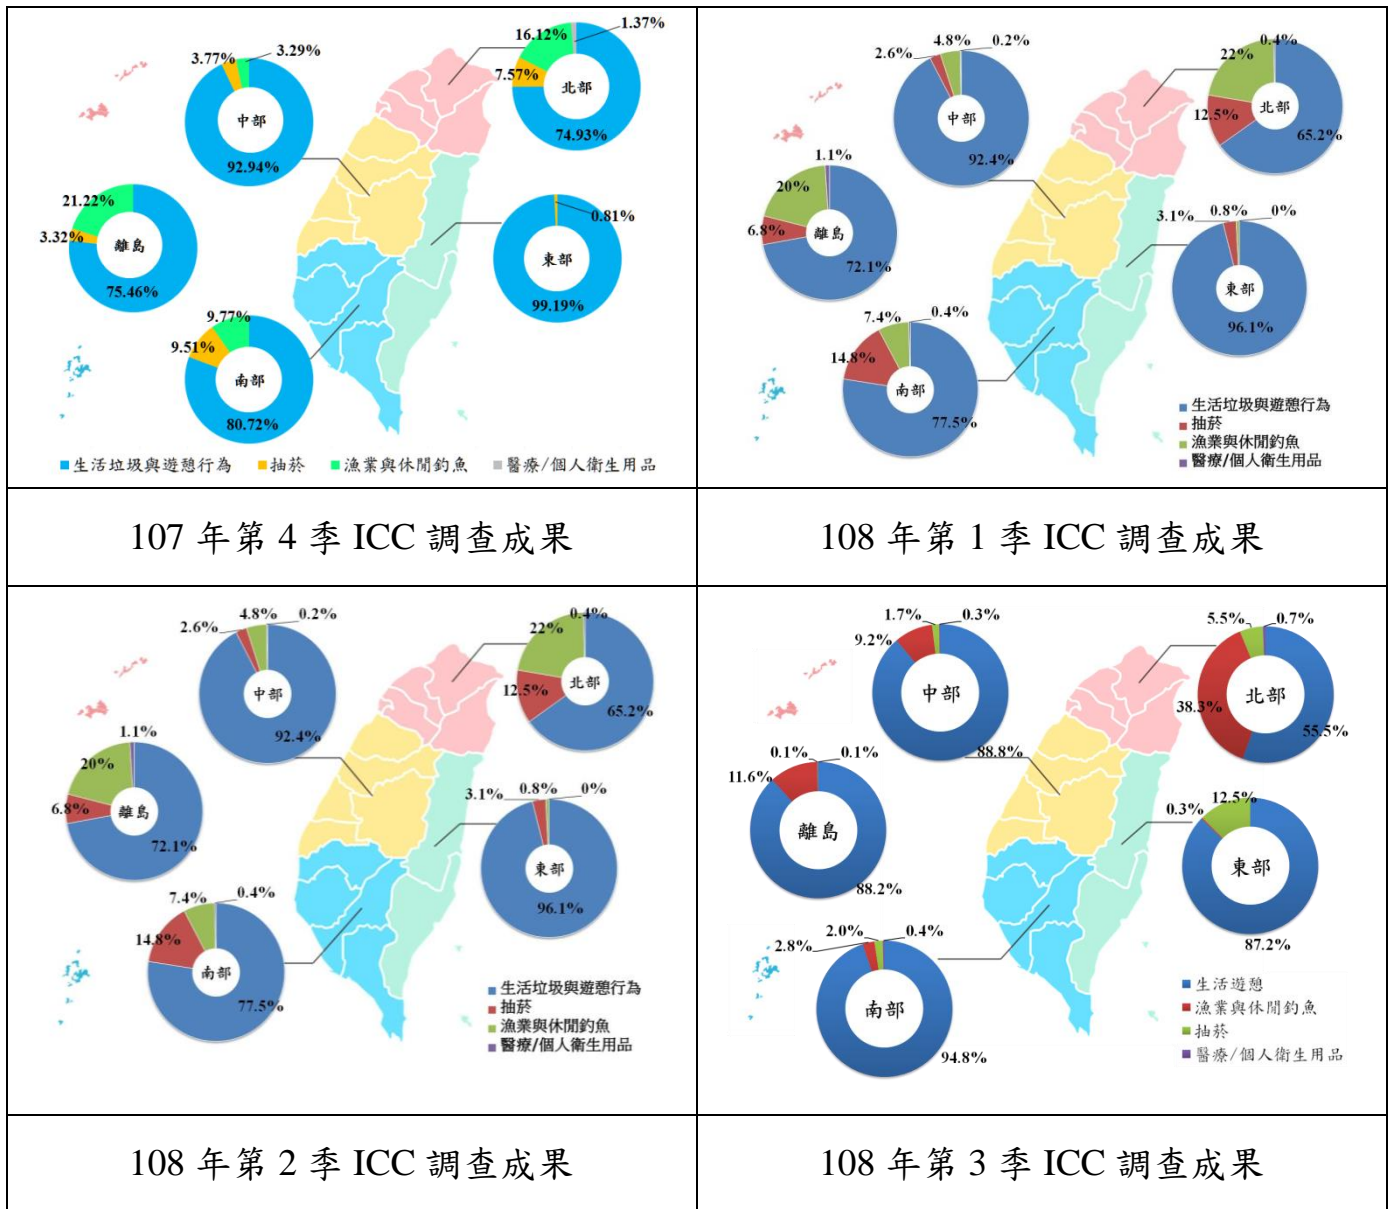 3.77%
3.29%
中部
92.94%
16.12%
1.37%
7.57%
北部
74.93%
21.22%
3.32%
離島
75.46%
0.81%
東部
99.19%
9.77%
9.51%
南部
80.72%
生活垃圾與遊憩行為 抽菸 漁業與休閒釣魚 醫療/個人衛生用品
107 年第 4 季 ICC 調查成果
2.6%
4.8%
0.2%
中部
92.4%
22%
0.4%
12.5%
北部
65.2%
1.1%
20%
6.8%
離島
72.1%
3.1%
0.8%
0%
東部
96.1%
7.4%
0.4%
14.8%
南部
77.5%
生活垃圾與遊憩行為
抽菸
漁業與休閒釣魚
醫療/個人衛生用品
108 年第 1 季 ICC 調查成果
2.6%
4.8%
0.2%
中部
92.4%
22%
0.4%
12.5%
北部
65.2%
1.1%
20%
6.8%
離島
72.1%
3.1%
0.8%
0%
東部
96.1%
7.4%
0.4%
14.8%
南部
77.5%
生活垃圾與遊憩行為
抽菸
漁業與休閒釣魚
醫療/個人衛生用品
108 年第 2 季 ICC 調查成果
1.7%
0.3%
9.2%
中部
88.8%
5.5%
0.7%
38.3%
北部
55.5%
0.1%
0.1%
11.6%
離島
88.2%
0.3%
12.5%
東部
87.2%
2.0%
0.4%
2.8%
南部
94.8%
生活遊憩
漁業與休閒釣魚
抽菸
醫療/個人衛生用品
108 年第 3 季 ICC 調查成果